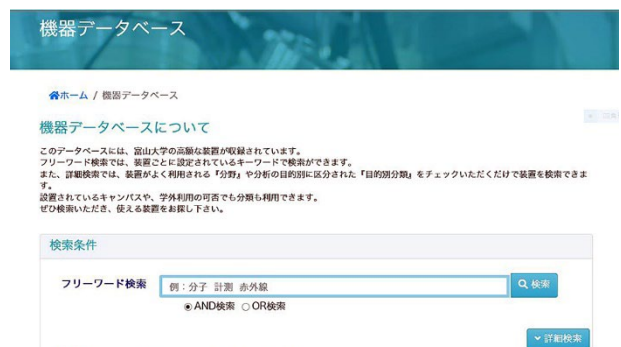 機器データベース
ホーム / 機器データベース
機器データベースについて
このデータベースには、富山大学の高額な装置が収録されています。
フリーワード検索では、装置ごとに設定されているキーワードで検索ができます。
また、詳細検索では、装置がよく利用される『分野』や分析の目的別に区分された『目的別分類』をチェックいただくだけで装置を検索できま
す。
設置されているキャンパスや、学外利用の可否でも分類も利用できます。
ぜひ検索いただき、使える装置をお探し下さい。
検索条件
フリーワード検索
例：分子 計測 赤外線
検索
AND検索 OR検索
詳細検索